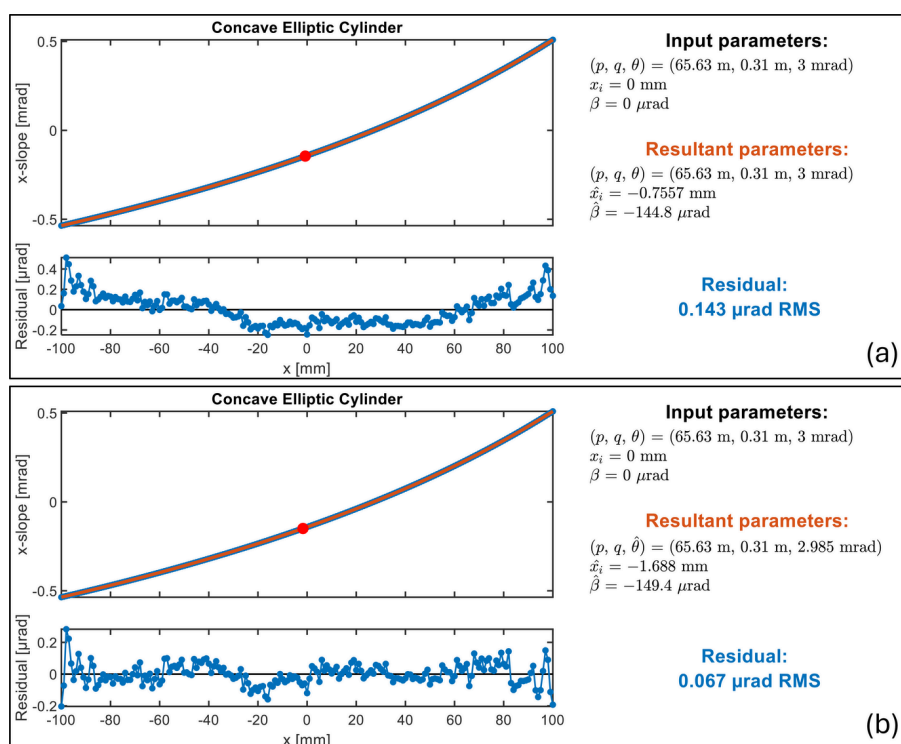 Concave Elliptic Cylinder
x-slope [mrad]
0.5
0
-0.5
Residual [µrad]
0.4
0.2
0
-0.2
-100 -80 -60 -40 -20 0 20 40 60 80 100
x [mm]
Input parameters:
(p, q, θ) = (65.63 m, 0.31 m, 3 mrad)
x_i = 0 mm
β = 0 µrad
Resultant parameters:
(p, q, θ) = (65.63 m, 0.31 m, 3 mrad)
x̂_i = −0.7557 mm
β̂ = −144.8 µrad
Residual:
0.143 µrad RMS
(a)
Concave Elliptic Cylinder
x-slope [mrad]
0.5
0
-0.5
Residual [µrad]
0.2
0
-0.2
-100 -80 -60 -40 -20 0 20 40 60 80 100
x [mm]
Input parameters:
(p, q, θ) = (65.63 m, 0.31 m, 3 mrad)
x_i = 0 mm
β = 0 µrad
Resultant parameters:
(p, q, θ̂) = (65.63 m, 0.31 m, 2.985 mrad)
x̂_i = −1.688 mm
β̂ = −149.4 µrad
Residual:
0.067 µrad RMS
(b)